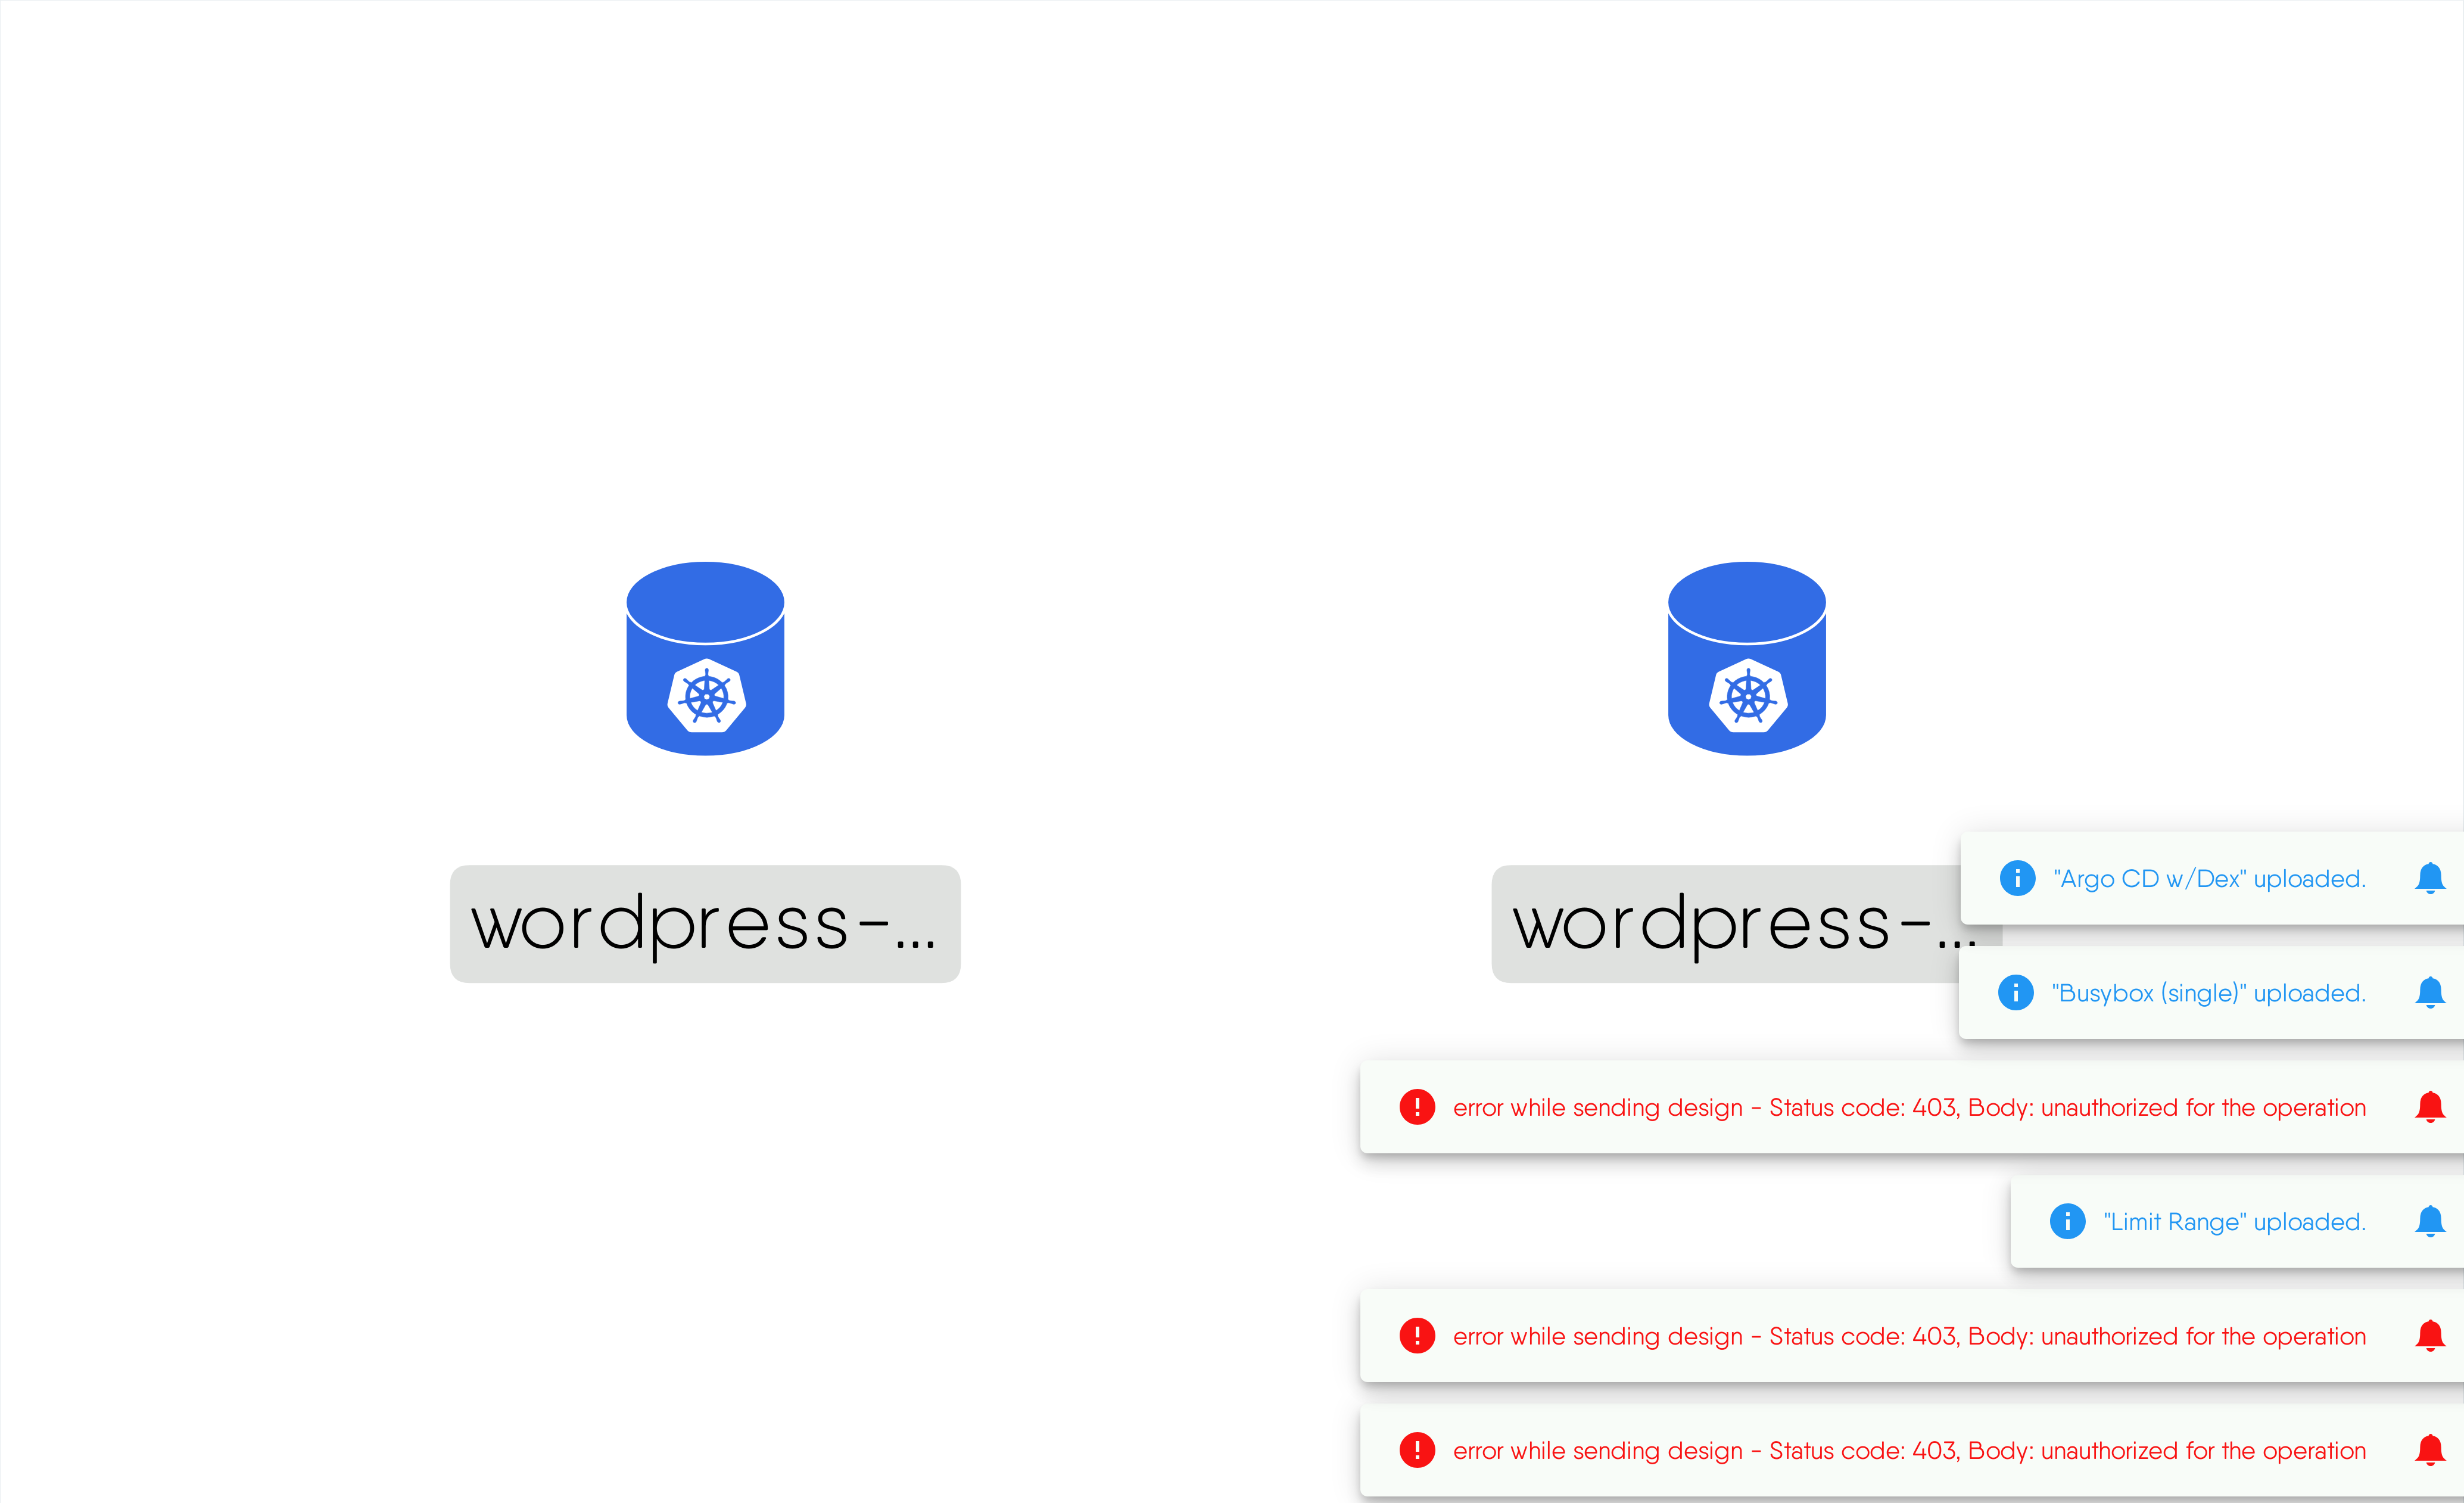 wordpress-...
wordpress-...
"Argo CD w/Dex" uploaded.
"Busybox (single)" uploaded.
error while sending design - Status code: 403, Body: unauthorized for the operation
"Limit Range" uploaded.
error while sending design - Status code: 403, Body: unauthorized for the operation
error while sending design - Status code: 403, Body: unauthorized for the operation